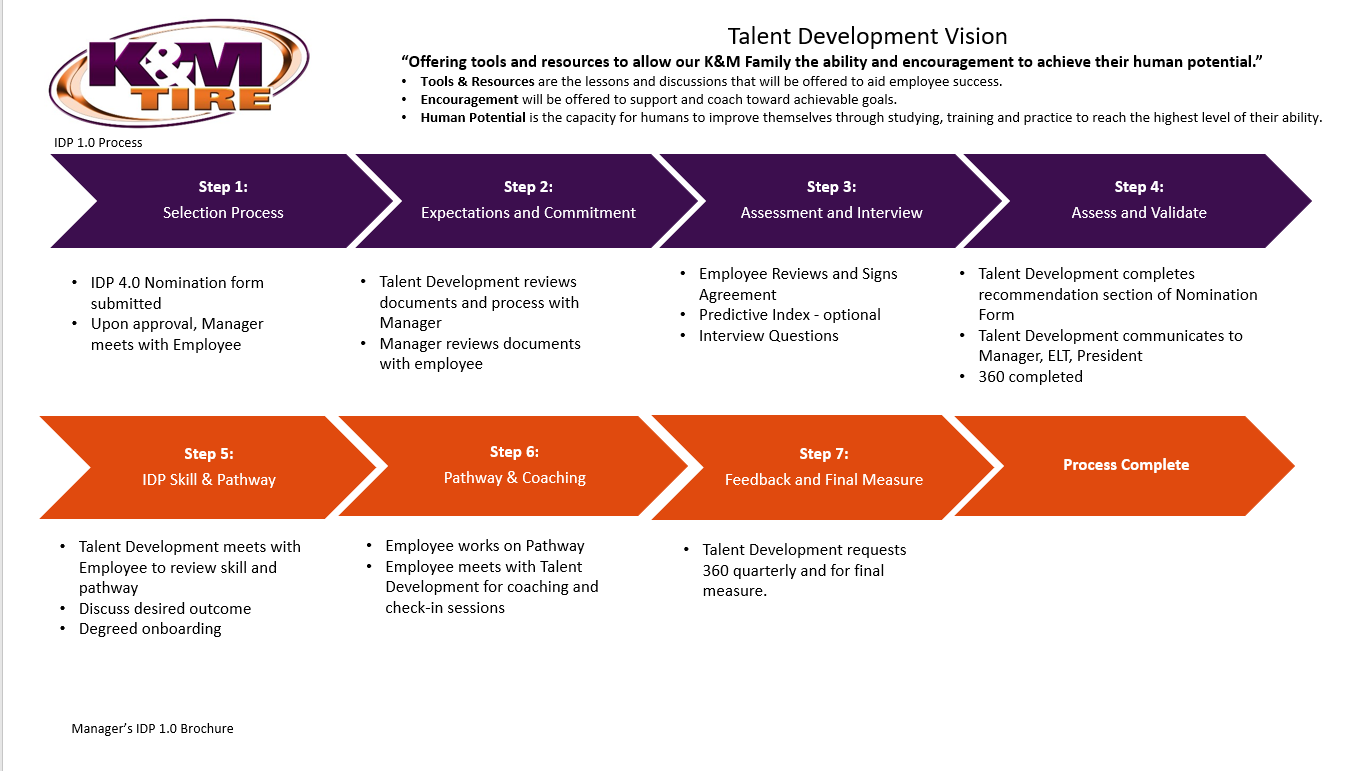 K&M
TIRE
Talent Development Vision
“Offering tools and resources to allow our K&M Family the ability and encouragement to achieve their human potential.”
• Tools & Resources are the lessons and discussions that will be offered to aid employee success.
• Encouragement will be offered to support and coach toward achievable goals.
• Human Potential is the capacity for humans to improve themselves through studying, training and practice to reach the highest level of their ability.
IDP 1.0 Process
Step 1:
Selection Process
Step 2:
Expectations and Commitment
Step 3:
Assessment and Interview
Step 4:
Assess and Validate
• IDP 4.0 Nomination form
submitted
• Upon approval, Manager
meets with Employee
• Talent Development reviews
documents and process with
Manager
• Manager reviews documents
with employee
• Employee Reviews and Signs
Agreement
• Predictive Index - optional
• Interview Questions
• Talent Development completes
recommendation section of Nomination
Form
• Talent Development communicates to
Manager, ELT, President
• 360 completed
Step 5:
IDP Skill & Pathway
Step 6:
Pathway & Coaching
Step 7:
Feedback and Final Measure
Process Complete
• Talent Development meets with
Employee to review skill and
pathway
• Discuss desired outcome
• Degreed onboarding
• Employee works on Pathway
• Employee meets with Talent
Development for coaching and
check-in sessions
• Talent Development requests
360 quarterly and for final
measure.
Manager’s IDP 1.0 Brochure